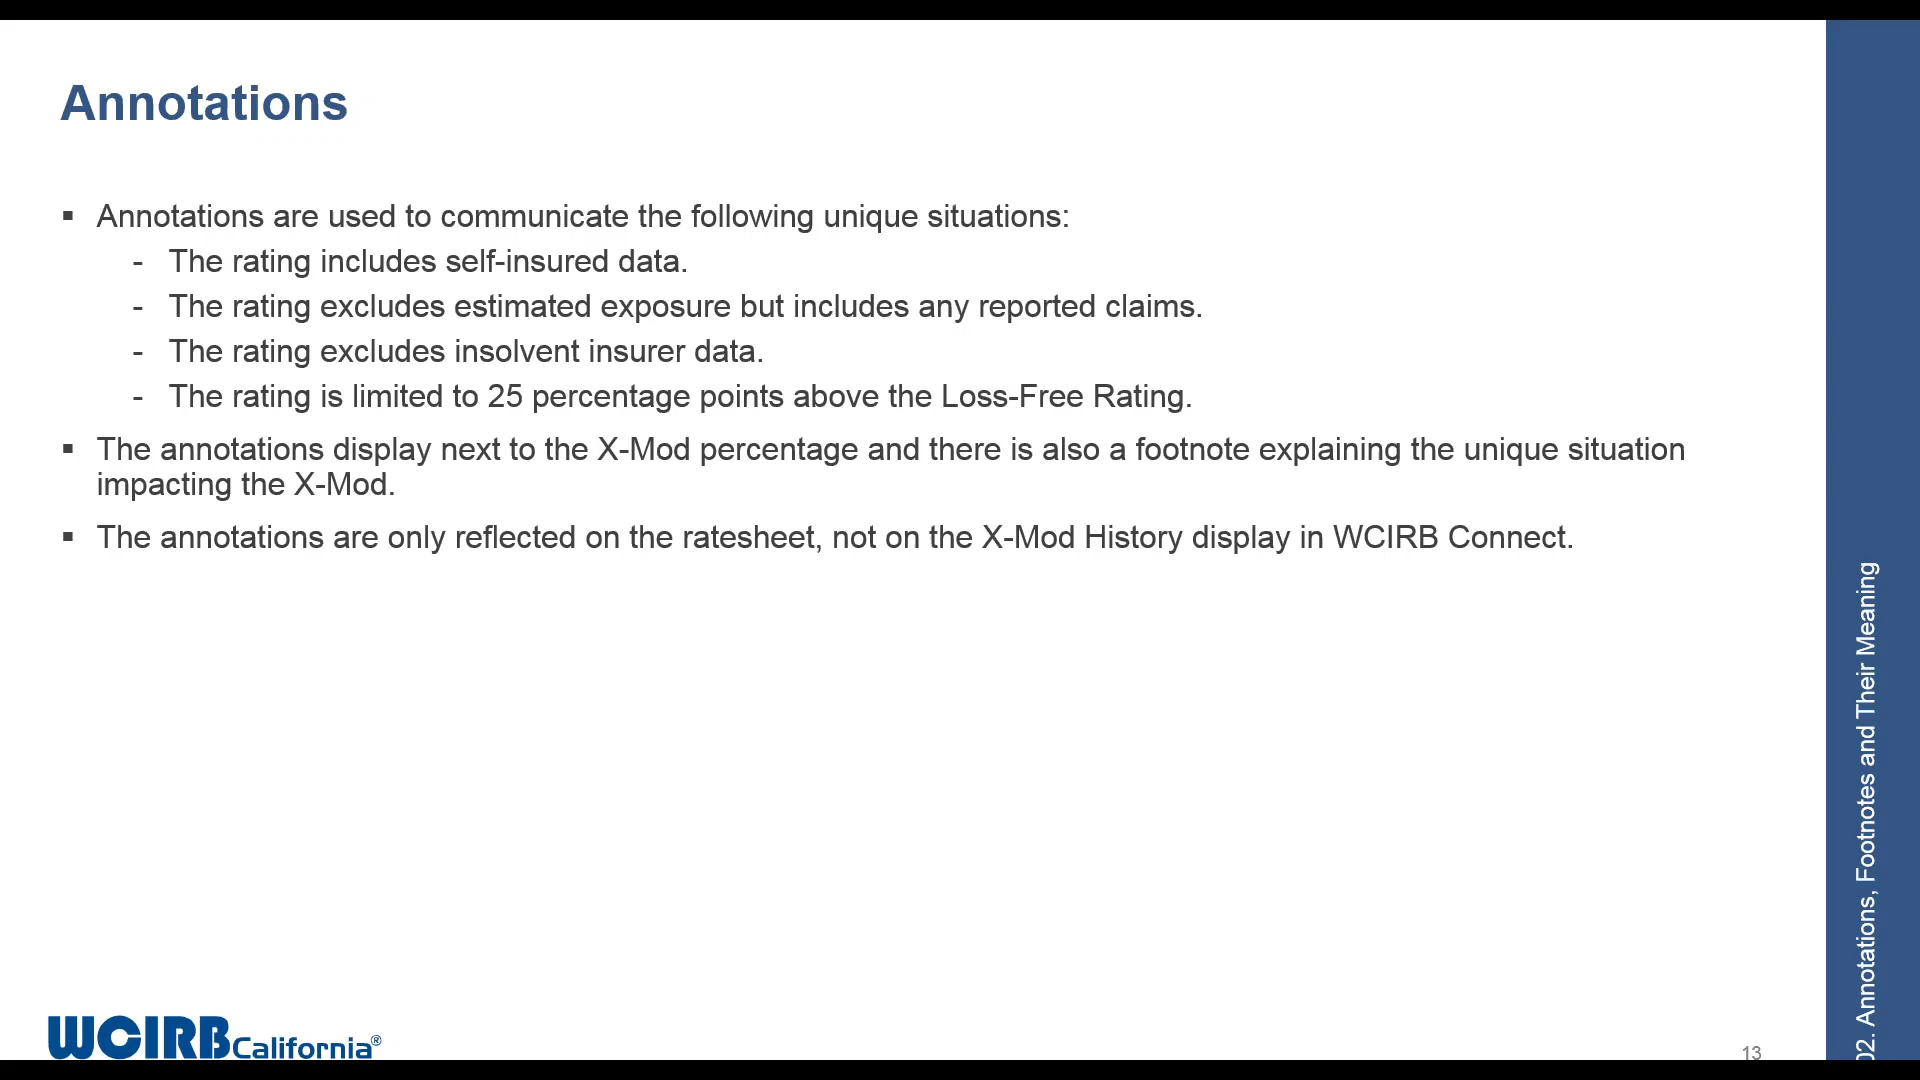 Annotations
▪ Annotations are used to communicate the following unique situations:
- The rating includes self-insured data.
- The rating excludes estimated exposure but includes any reported claims.
- The rating excludes insolvent insurer data.
- The rating is limited to 25 percentage points above the Loss-Free Rating.
▪ The annotations display next to the X-Mod percentage and there is also a footnote explaining the unique situation
impacting the X-Mod.
▪ The annotations are only reflected on the ratesheet, not on the X-Mod History display in WCIRB Connect.
02. Annotations, Footnotes and Their Meaning
WCIRB California®
13